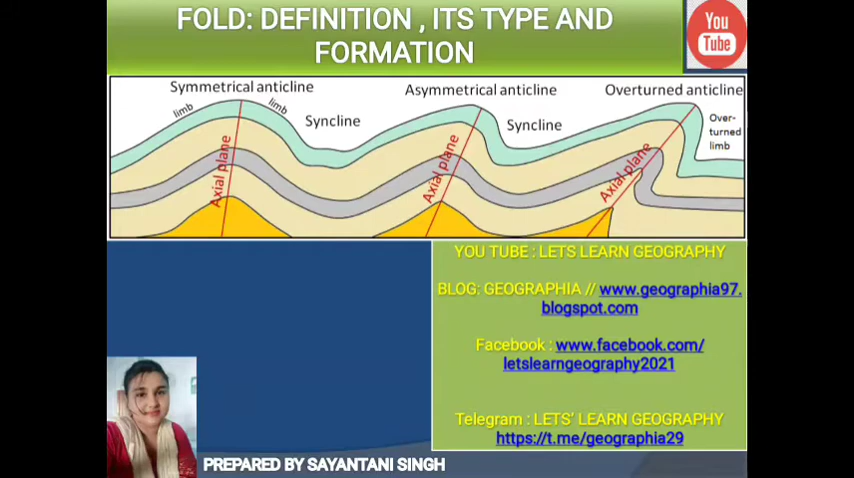 FOLD: DEFINITION , ITS TYPE AND
FORMATION
You
Tube
Symmetrical anticline
limb
limb
Syncline
Asymmetrical anticline
Syncline
Overturned anticline
Over-
turned
limb
Axial plane
Axial plane
Axial plane
YOU TUBE : LETS LEARN GEOGRAPHY
BLOG: GEOGRAPHIA // www.geographia97.
blogspot.com
Facebook : www.facebook.com/
letslearngeography2021
Telegram : LETS' LEARN GEOGRAPHY
https://t.me/geographia29
PREPARED BY SAYANTANI SINGH